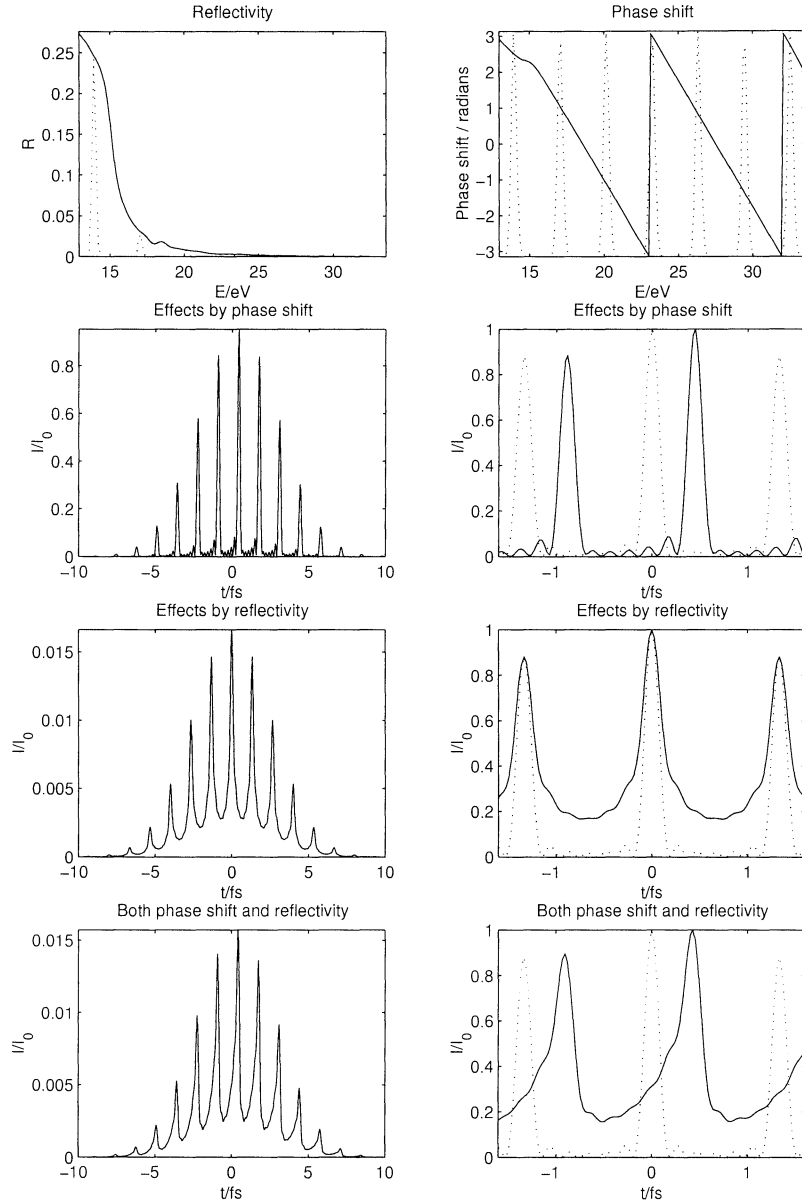 Reflectivity
Phase shift
0.25
0.2
0.15
0.1
0.05
0
R
15 20 25 30
E/eV
3
2
1
0
−1
−2
−3
Phase shift / radians
15 20 25 30
E/eV
Effects by phase shift
Effects by phase shift
0.8
0.6
0.4
0.2
0
I/I0
−10 −5 0 5 10
t/fs
1
0.8
0.6
0.4
0.2
0
I/I0
−1 0 1
t/fs
Effects by reflectivity
Effects by reflectivity
0.015
0.01
0.005
0
I/I0
−10 −5 0 5 10
t/fs
1
0.8
0.6
0.4
0.2
0
I/I0
−1 0 1
t/fs
Both phase shift and reflectivity
Both phase shift and reflectivity
0.015
0.01
0.005
0
I/I0
−10 −5 0 5 10
t/fs
1
0.8
0.6
0.4
0.2
0
I/I0
−1 0 1
t/fs